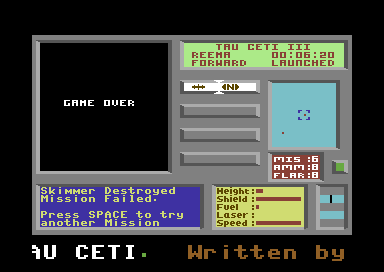 TAU CETI III
REEMA 00:06:20
FORWARD LAUNCHED
N
GAME OVER
MIS :6
AMM:8
FLAR:8
Skimmer Destroyed
Mission Failed.
Press SPACE to try
another Mission
Height:
Shield:
Fuel :
Laser:
Speed:
AU CETI. Written by